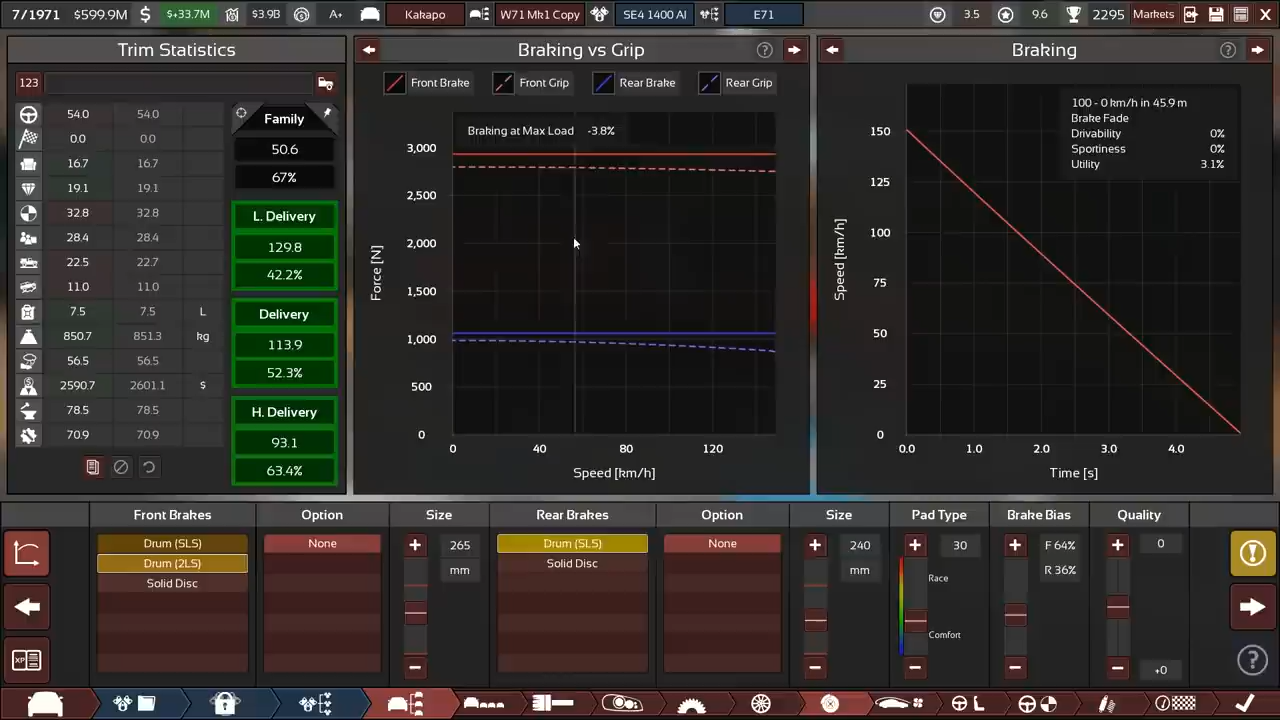 7/1971 $599.9M $ $+33.7M $3.9B A+ Kakapo W71 Mk1 Copy SE4 1400 AI E71 3.5 9.6 2295 Markets
Trim Statistics
123
54.0 54.0
0.0 0.0
16.7 16.7
19.1 19.1
32.8 32.8
28.4 28.4
22.5 22.7
11.0 11.0
7.5 7.5 L
850.7 851.3 kg
56.5 56.5
2590.7 2601.1 $
78.5 78.5
70.9 70.9
Family
50.6
67%
L. Delivery
129.8
42.2%
Delivery
113.9
52.3%
H. Delivery
93.1
63.4%
Braking vs Grip
?
Front Brake Front Grip Rear Brake Rear Grip
Braking at Max Load -3.8%
3,000
2,500
2,000
1,500
1,000
500
0
Force [N]
0 40 80 120
Speed [km/h]
Braking
?
100 - 0 km/h in 45.9 m
Brake Fade
Drivability 0%
Sportiness 0%
Utility 3.1%
150
125
100
75
50
25
0
Speed [km/h]
0.0 1.0 2.0 3.0 4.0
Time [s]
Front Brakes
Drum (SLS)
Drum (2LS)
Solid Disc
Option
None
Size
+ 265
mm
-
Rear Brakes
Drum (SLS)
Solid Disc
Option
None
Size
+ 240
mm
-
Pad Type
+ 30
Race
Comfort
-
Brake Bias
+ F 64%
R 36%
-
Quality
+ 0
- +0
XP
?